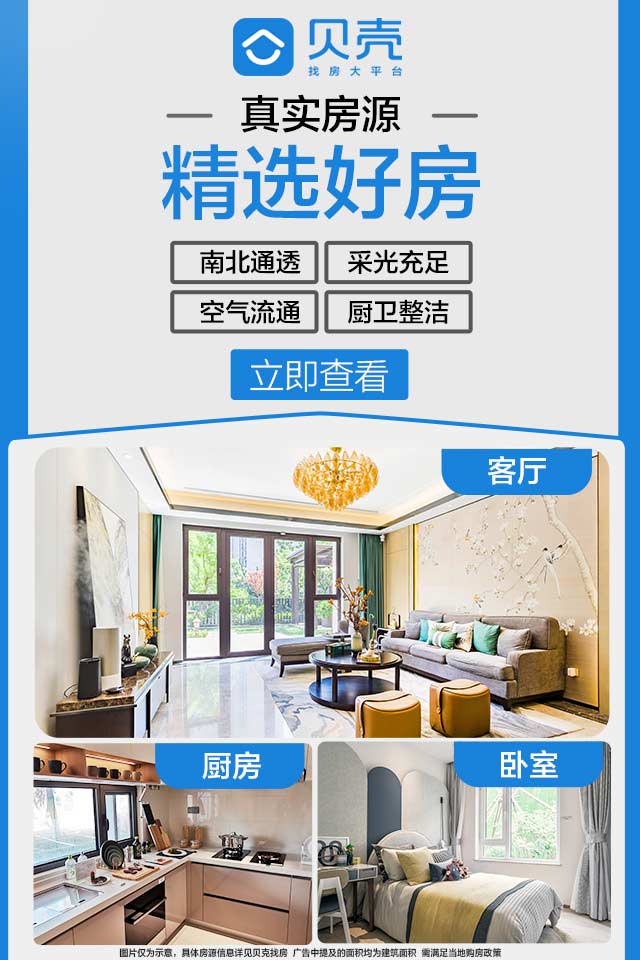 贝壳
找房大平台
真实房源
精选好房
南北通透 采光充足
空气流通 厨卫整洁
立即查看
客厅
厨房 卧室
图片仅为示意，具体房源信息详见贝壳找房 广告中提及的面积均为建筑面积 需满足当地购房政策